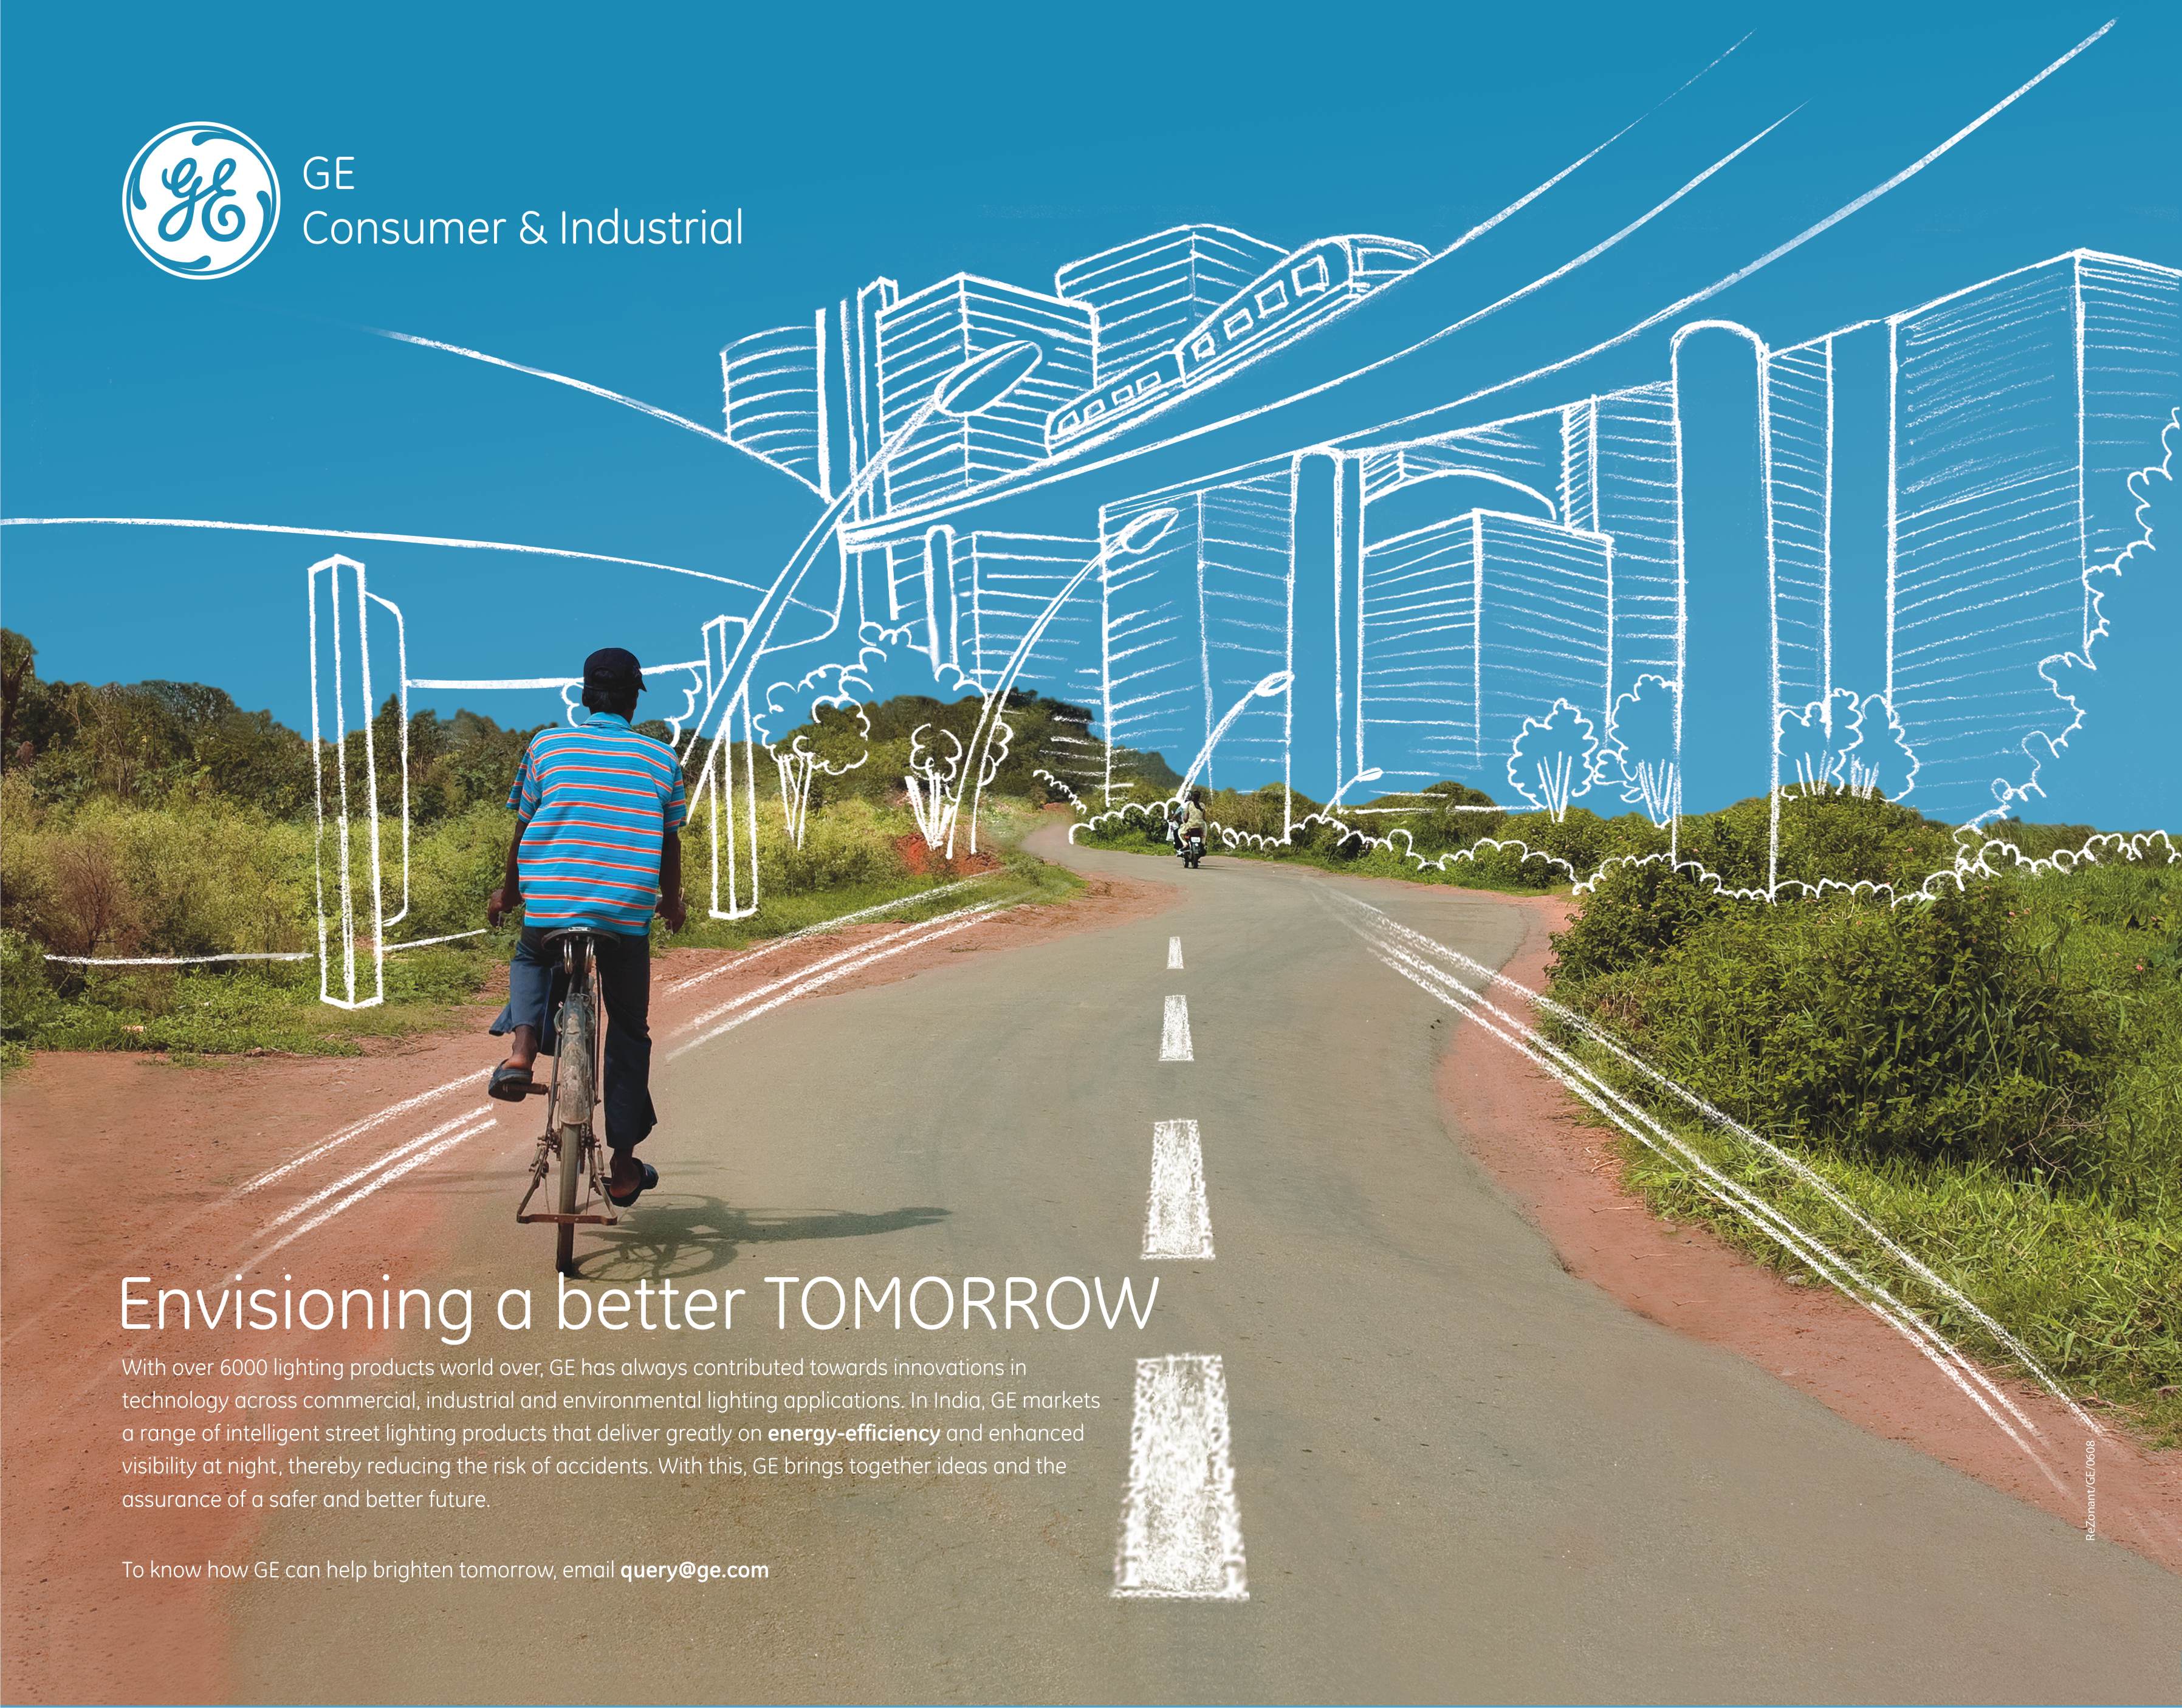 GE
GE
Consumer & Industrial
Envisioning a better TOMORROW
With over 6000 lighting products world over, GE has always contributed towards innovations in
technology across commercial, industrial and environmental lighting applications. In India, GE markets
a range of intelligent street lighting products that deliver greatly on energy-efficiency and enhanced
visibility at night, thereby reducing the risk of accidents. With this, GE brings together ideas and the
assurance of a safer and better future.
To know how GE can help brighten tomorrow, email query@ge.com
ReZonant/GE/0608